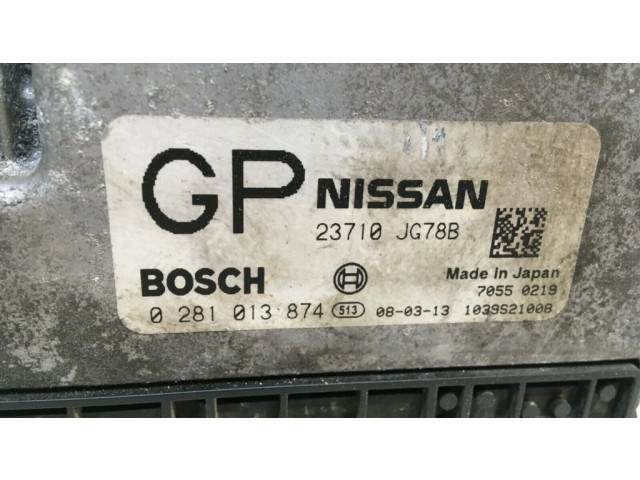 GP NISSAN
23710 JG78B
BOSCH
Made In Japan
7055 0219
0 281 013 874 513 08-03-13 1039S21008